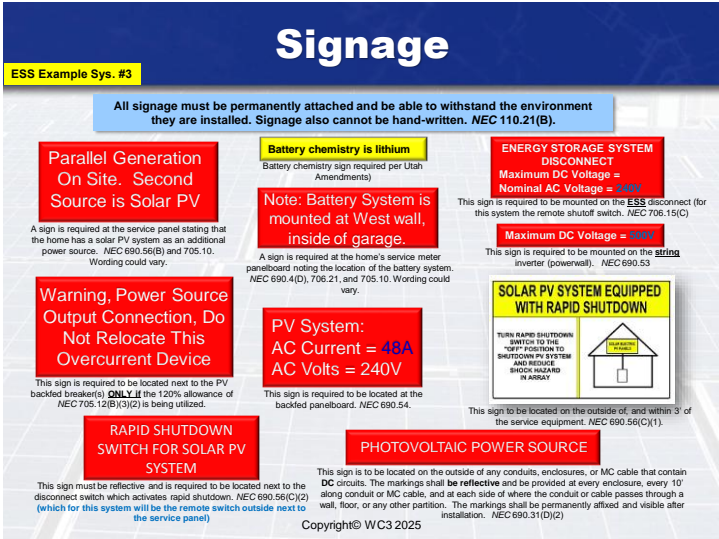 Signage
ESS Example Sys. #3
All signage must be permanently attached and be able to withstand the environment
they are installed. Signage also cannot be hand-written. NEC 110.21(B).
Parallel Generation
On Site. Second
Source is Solar PV
A sign is required at the service panel stating that
the home has a solar PV system as an additional
power source. NEC 690.56(B) and 705.10.
Wording could vary.
Battery chemistry is lithium
Battery chemistry sign required per Utah
Amendments)
Note: Battery System is
mounted at West wall,
inside of garage.
A sign is required at the home's service meter
panelboard noting the location of the battery system.
NEC 690.4(D), 706.21, and 705.10. Wording could
vary.
ENERGY STORAGE SYSTEM
DISCONNECT
Maximum DC Voltage =
Nominal AC Voltage = 240V
This sign is required to be mounted on the ESS disconnect (for
this system the remote shutoff switch. NEC 706.15(C)
Maximum DC Voltage = 
This sign is required to be mounted on the string
inverter (powerwall). NEC 690.53
Warning, Power Source
Output Connection, Do
Not Relocate This
Overcurrent Device
This sign is required to be located next to the PV
backfed breaker(s) ONLY if the 120% allowance of
NEC 705.12(B)(3)(2) is being utilized.
PV System:
AC Current = 48A
AC Volts = 240V
This sign is required to be located at the
backfed panelboard. NEC 690.54.
SOLAR PV SYSTEM EQUIPPED
WITH RAPID SHUTDOWN
TURN RAPID SHUTDOWN
SWITCH TO THE
"OFF" POSITION TO
SHUTDOWN PV SYSTEM
AND REDUCE
SHOCK HAZARD
IN ARRAY
SOLAR ELECTRIC
PV PANELS
This sign to be located on the outside of, and within 3' of
the service equipment. NEC 690.56(C)(1).
RAPID SHUTDOWN
SWITCH FOR SOLAR PV
SYSTEM
This sign must be reflective and is required to be located next to the
disconnect switch which activates rapid shutdown. NEC 690.56(C)(2)
(which for this system will be the remote switch outside next to
the service panel)
PHOTOVOLTAIC POWER SOURCE
This sign is to be located on the outside of any conduits, enclosures, or MC cable that contain
DC circuits. The markings shall be reflective and be provided at every enclosure, every 10'
along conduit or MC cable, and at each side of where the conduit or cable passes through a
wall, floor, or any other partition. The markings shall be permanently affixed and visible after
installation. NEC 690.31(D)(2)
Copyright© WC3 2025